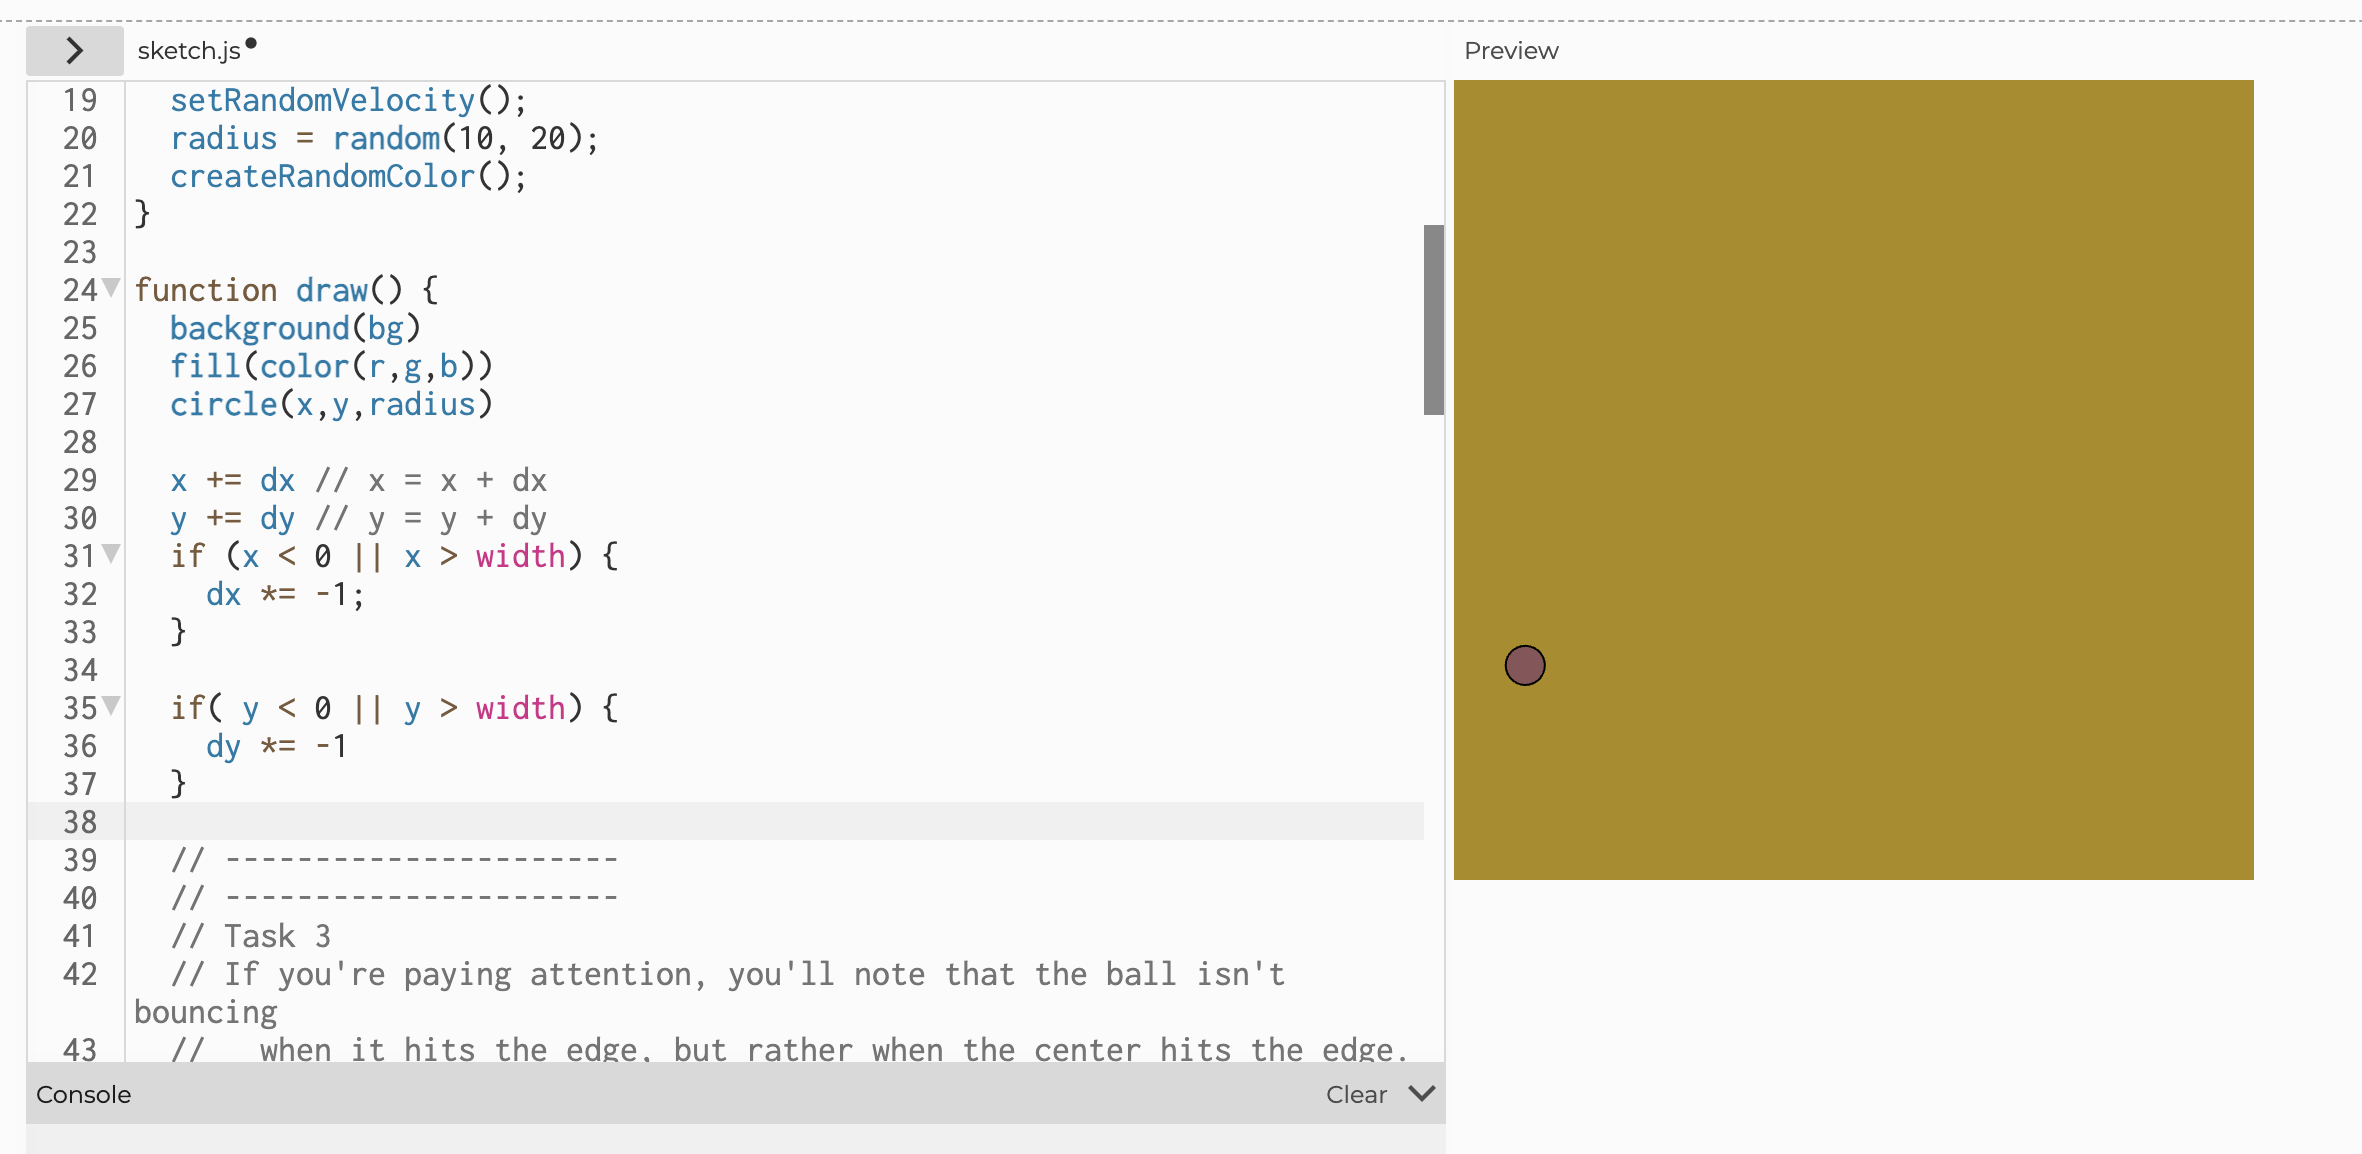 sketch.js
Preview
19 setRandomVelocity();
20 radius = random(10, 20);
21 createRandomColor();
22 }
23
24 function draw() {
25 background(bg)
26 fill(color(r,g,b))
27 circle(x,y,radius)
28
29 x += dx // x = x + dx
30 y += dy // y = y + dy
31 if (x < 0 || x > width) {
32 dx *= -1;
33 }
34
35 if( y < 0 || y > width) {
36 dy *= -1
37 }
38
39 // ----------------------
40 // ----------------------
41 // Task 3
42 // If you're paying attention, you'll note that the ball isn't
bouncing
43 //   when it hits the edge, but rather when the center hits the edge.
Console
Clear